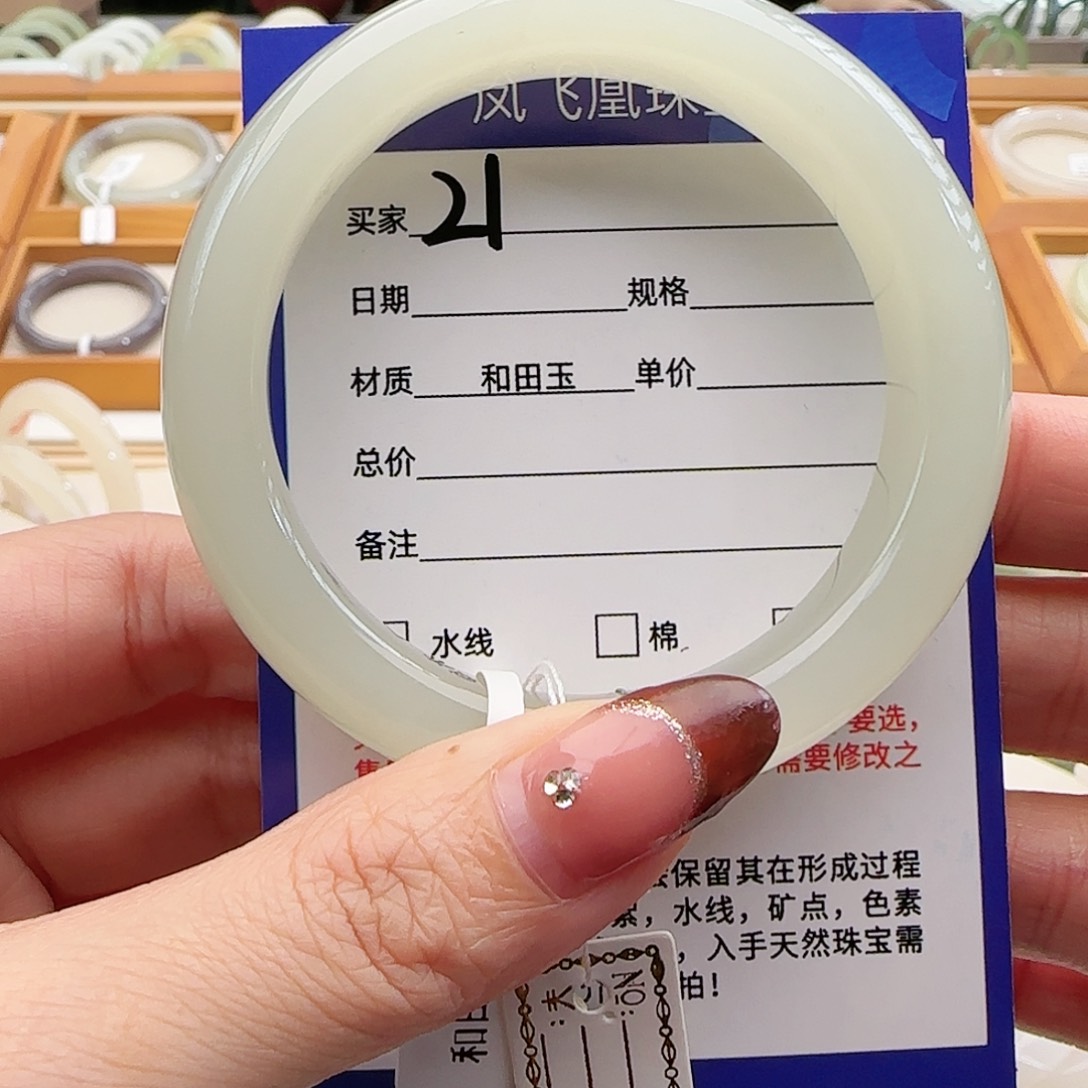 凤飞凰珠
买家 21
日期 规格
材质 和田玉 单价
总价
备注
水线 棉
要选，
需要修改之
保留其在形成过程
，水线，矿点，色素
，入手天然珠宝需
拍！
NO: